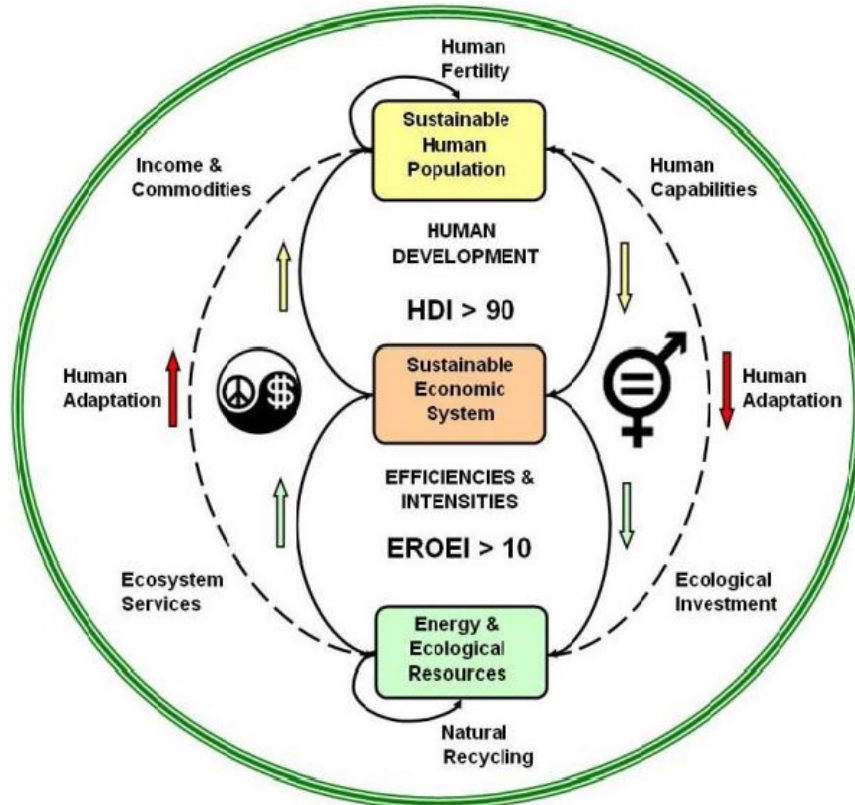 Human
Fertility
Sustainable
Human
Population
Income &
Commodities
Human
Capabilities
HUMAN
DEVELOPMENT
HDI > 90
Human
Adaptation
$
Sustainable
Economic
System
=
Human
Adaptation
EFFICIENCIES &
INTENSITIES
EROEI > 10
Ecosystem
Services
Ecological
Investment
Energy &
Ecological
Resources
Natural
Recycling